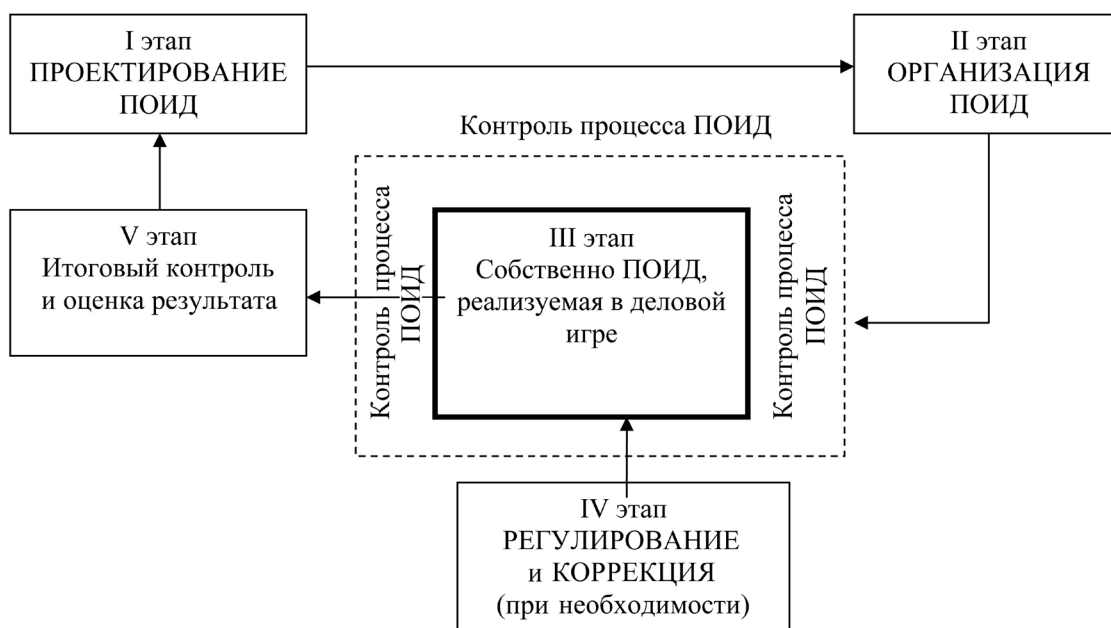 I этап
ПРОЕКТИРОВАНИЕ
ПОИД
II этап
ОРГАНИЗАЦИЯ
ПОИД
Контроль процесса ПОИД
V этап
Итоговый контроль
и оценка результата
Контроль процесса
ПОИД
III этап
Собственно ПОИД,
реализуемая в деловой
игре
Контроль процесса
ПОИД
IV этап
РЕГУЛИРОВАНИЕ
и КОРРЕКЦИЯ
(при необходимости)